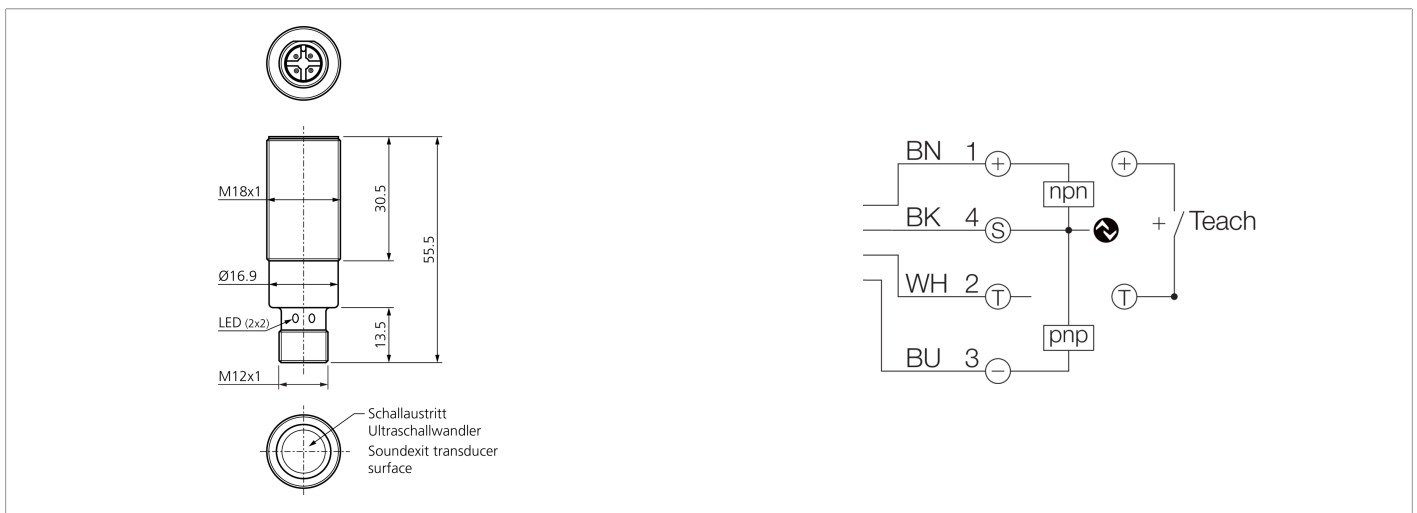 M18x1
30.5
55.5
Ø16.9
LED (2x2)
13.5
M12x1
Schallaustritt
Ultraschallwandler
Soundexit transducer
surface
BN 1 +
npn
BK 4 S
WH 2 T
pnp
BU 3 −
+
+ Teach
T